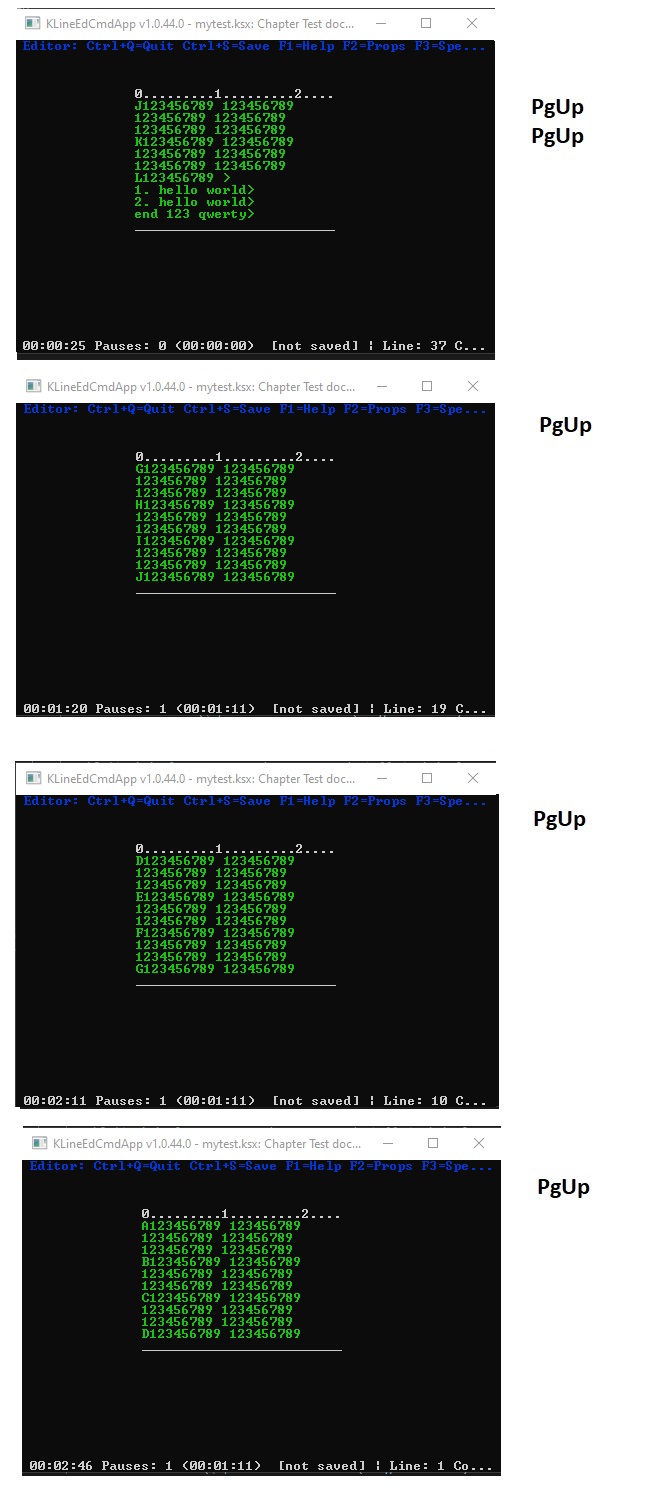 KLineEdCmdApp v1.0.44.0 - mytest.ksx: Chapter Test doc...
Editor: Ctrl+Q=Quit Ctrl+S=Save F1=Help F2=Props F3=Spe...
0.........1.........2....
J123456789 123456789
123456789 123456789
123456789 123456789
K123456789 123456789
123456789 123456789
123456789 123456789
L123456789 >
1. hello world>
2. hello world>
end 123 qwerty>
00:00:25 Pauses: 0 (00:00:00) [not saved] ¦ Line: 37 C...
PgUp
PgUp
KLineEdCmdApp v1.0.44.0 - mytest.ksx: Chapter Test doc...
Editor: Ctrl+Q=Quit Ctrl+S=Save F1=Help F2=Props F3=Spe...
0.........1.........2....
G123456789 123456789
123456789 123456789
123456789 123456789
H123456789 123456789
123456789 123456789
123456789 123456789
I123456789 123456789
123456789 123456789
123456789 123456789
J123456789 123456789
00:01:20 Pauses: 1 (00:01:11) [not saved] ¦ Line: 19 C...
PgUp
KLineEdCmdApp v1.0.44.0 - mytest.ksx: Chapter Test doc...
Editor: Ctrl+Q=Quit Ctrl+S=Save F1=Help F2=Props F3=Spe...
0.........1.........2....
D123456789 123456789
123456789 123456789
123456789 123456789
E123456789 123456789
123456789 123456789
123456789 123456789
F123456789 123456789
123456789 123456789
123456789 123456789
G123456789 123456789
00:02:11 Pauses: 1 (00:01:11) [not saved] ¦ Line: 10 C...
PgUp
KLineEdCmdApp v1.0.44.0 - mytest.ksx: Chapter Test doc...
Editor: Ctrl+Q=Quit Ctrl+S=Save F1=Help F2=Props F3=Spe...
0.........1.........2....
A123456789 123456789
123456789 123456789
123456789 123456789
B123456789 123456789
123456789 123456789
123456789 123456789
C123456789 123456789
123456789 123456789
123456789 123456789
D123456789 123456789
00:02:46 Pauses: 1 (00:01:11) [not saved] ¦ Line: 1 Co...
PgUp